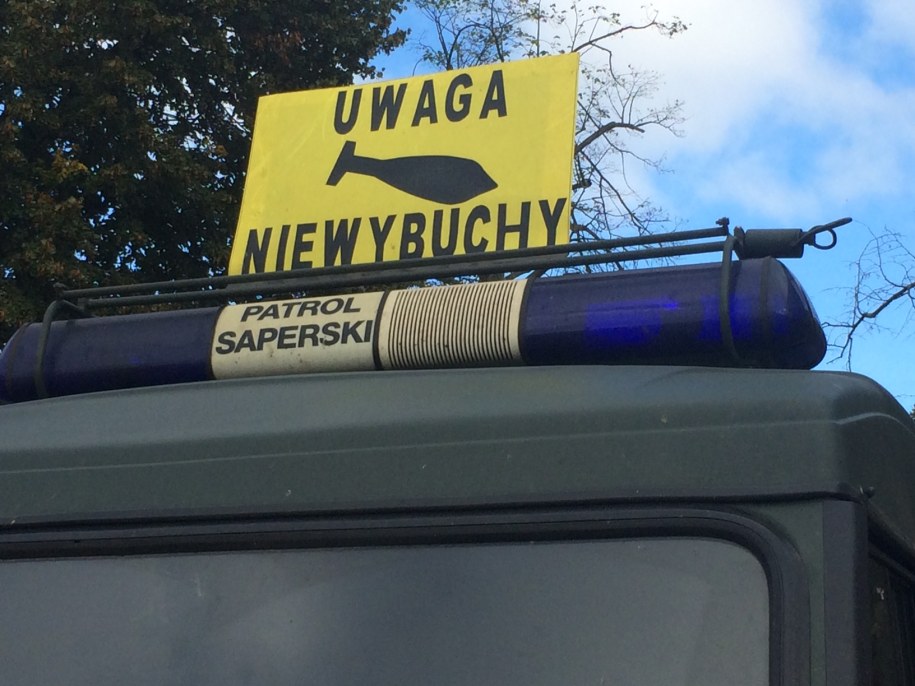 UWAGA
NIEWYBUCHY
PATROL
SAPERSKI